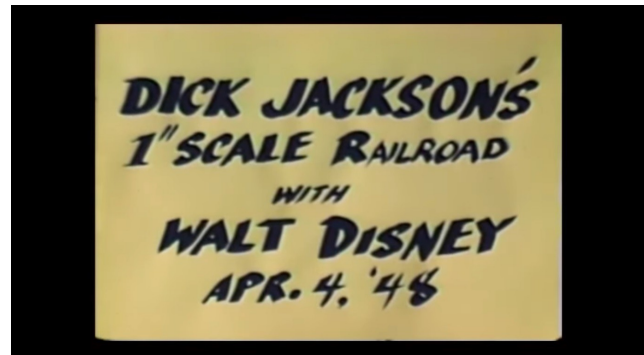 DICK JACKSON'S
1" SCALE RAILROAD
WITH
WALT DISNEY
APR. 4. '48